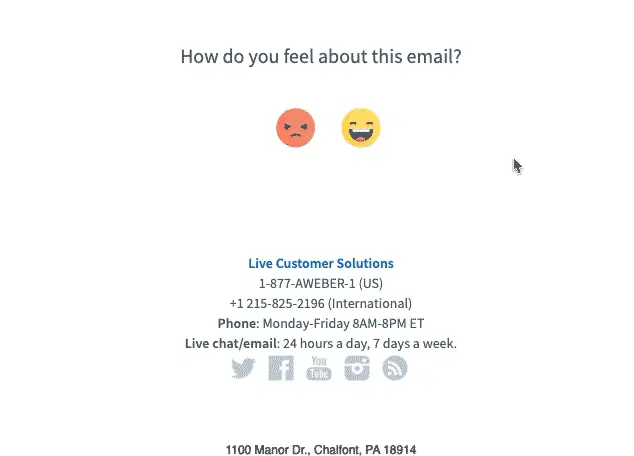 How do you feel about this email?
Live Customer Solutions
1-877-AWEBER-1 (US)
+1 215-825-2196 (International)
Phone: Monday-Friday 8AM-8PM ET
Live chat/email: 24 hours a day, 7 days a week.
You Tube
1100 Manor Dr., Chalfont, PA 18914